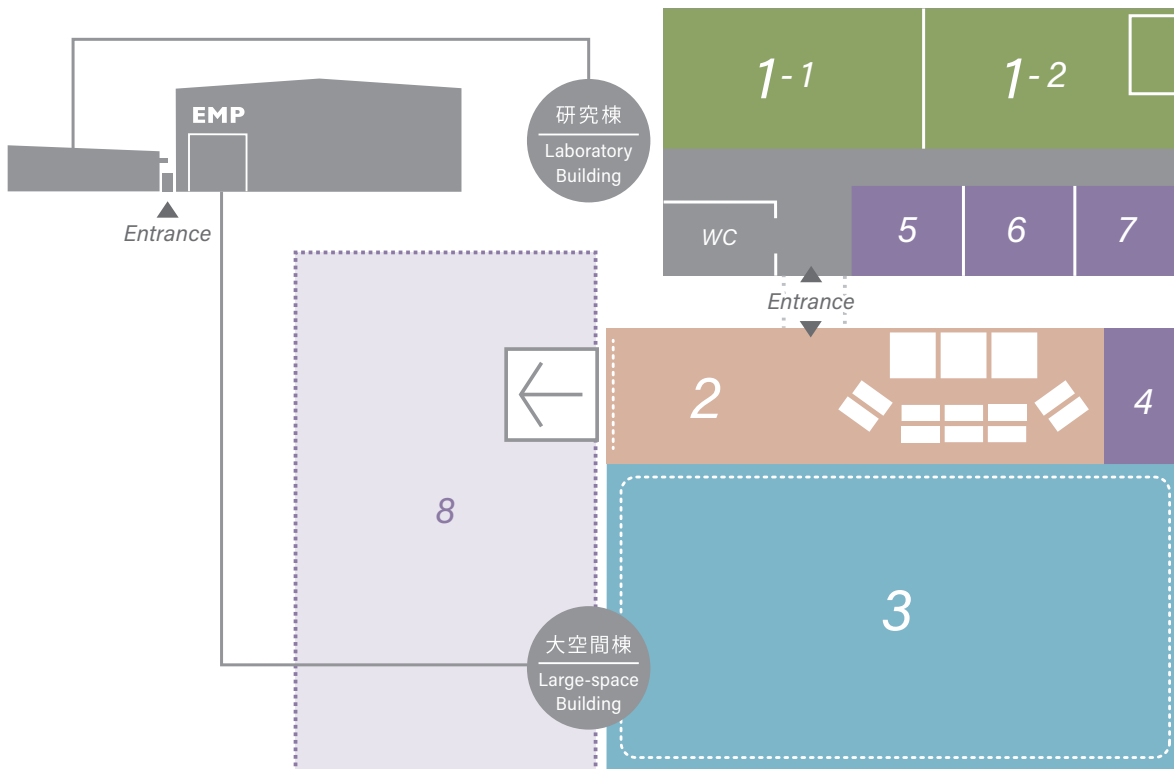 EMP
Entrance
研究棟
Laboratory
Building
1-1
1-2
WC
5
6
7
Entrance
2
4
8
3
大空間棟
Large-space
Building